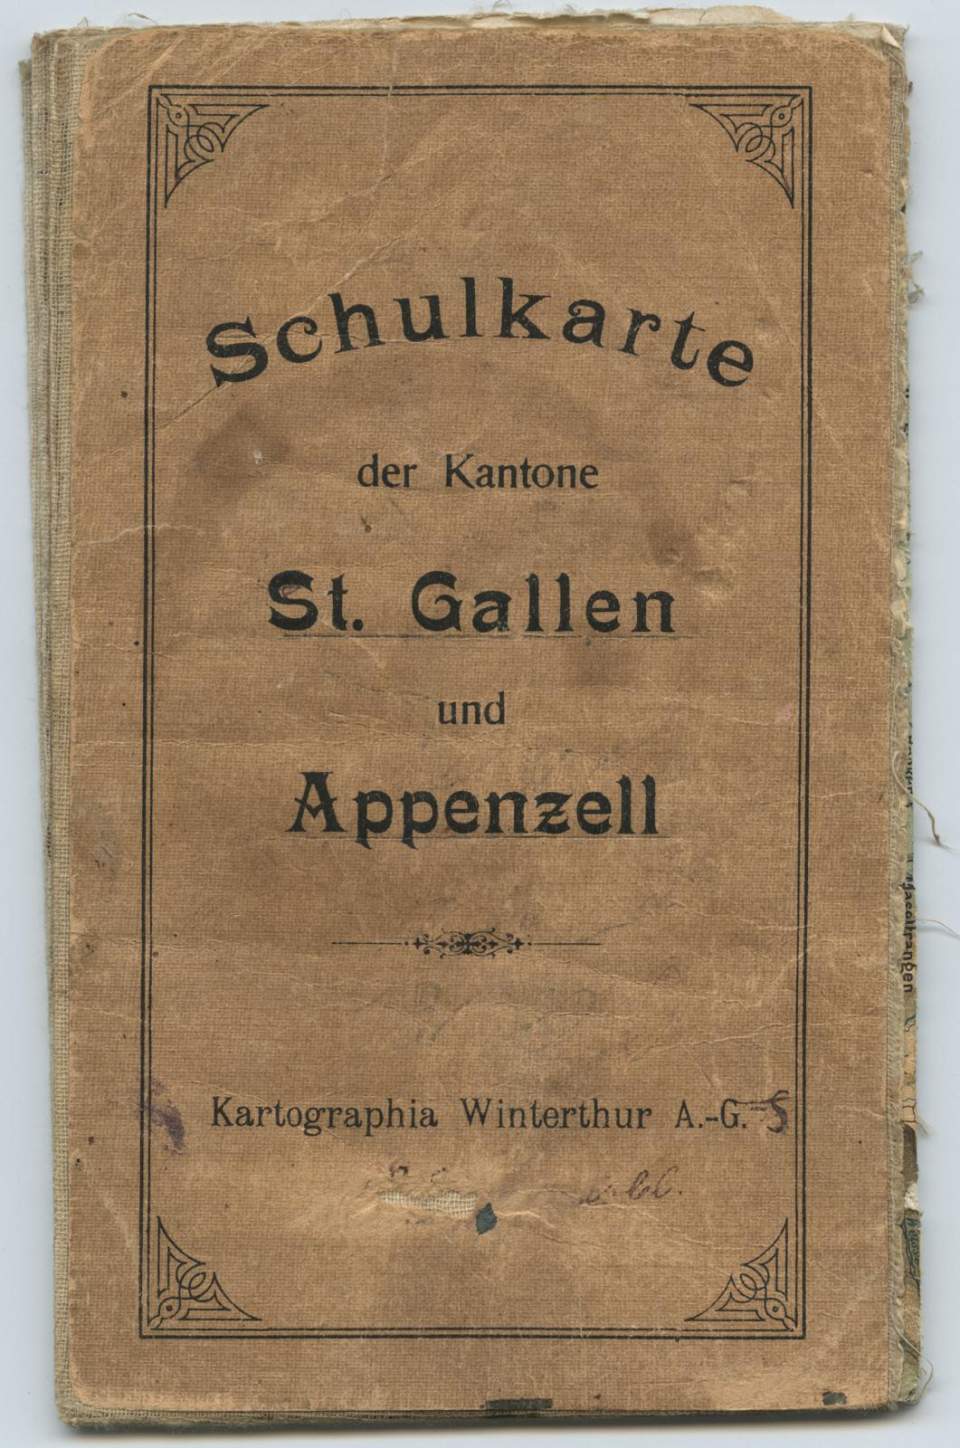 Schulkarte
der Kantone
St. Gallen
und
Appenzell
Kartographia Winterthur A.-G.